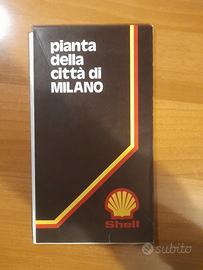 pianta
della
città di
MILANO
Shell
subito